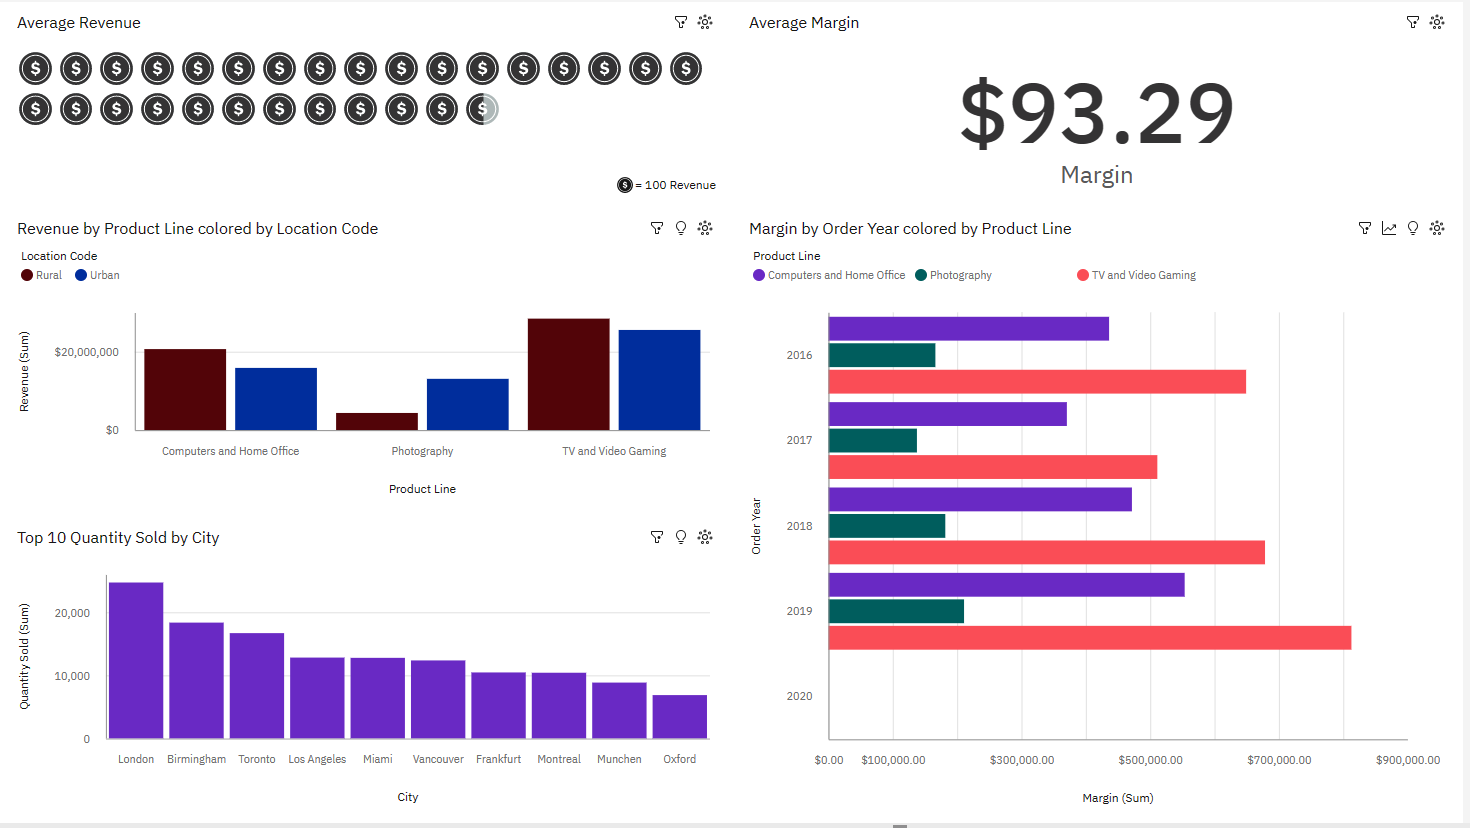 Average Revenue
= 100 Revenue
Average Margin
$93.29
Margin
Revenue by Product Line colored by Location Code
Location Code
Rural Urban
Revenue (Sum)
$20,000,000
$0
Computers and Home Office Photography TV and Video Gaming
Product Line
Top 10 Quantity Sold by City
Quantity Sold (Sum)
20,000
10,000
0
London Birmingham Toronto Los Angeles Miami Vancouver Frankfurt Montreal Munchen Oxford
City
Margin by Order Year colored by Product Line
Product Line
Computers and Home Office Photography TV and Video Gaming
Order Year
2016
2017
2018
2019
2020
$0.00 $100,000.00 $300,000.00 $500,000.00 $700,000.00 $900,000.00
Margin (Sum)